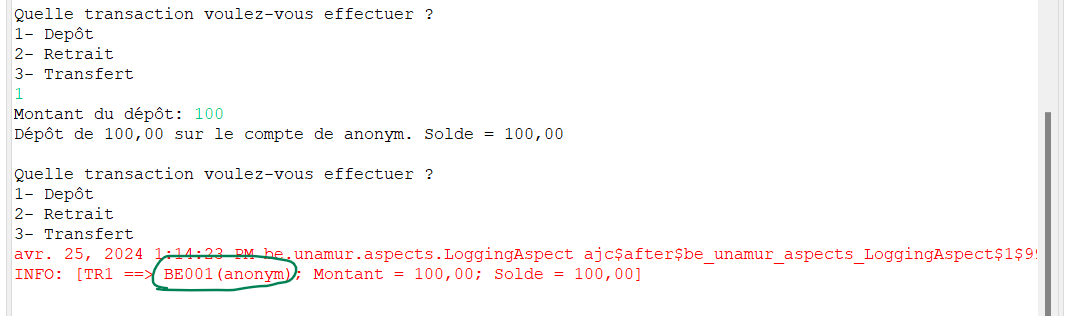 Quelle transaction voulez-vous effectuer ?
1- Depôt
2- Retrait
3- Transfert
1
Montant du dépôt: 100
Dépôt de 100,00 sur le compte de anonym. Solde = 100,00
Quelle transaction voulez-vous effectuer ?
1- Depôt
2- Retrait
3- Transfert
avr. 25, 2024 1:14:23 PM be.unamur.aspects.LoggingAspect ajc$after$be_unamur_aspects_LoggingAspect$1$9
INFO: [TR1 ==> BE001(anonym); Montant = 100,00; Solde = 100,00]